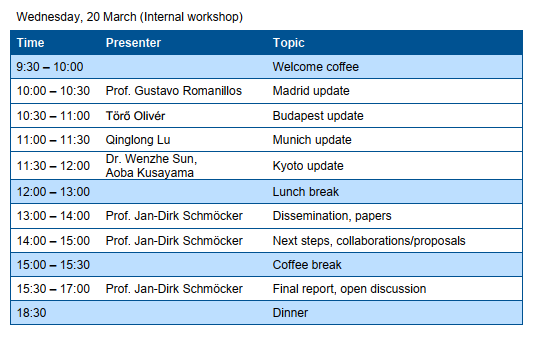 Wednesday, 20 March (Internal workshop)
Time Presenter Topic
9:30 – 10:00 Welcome coffee
10:00 – 10:30 Prof. Gustavo Romanillos Madrid update
10:30 – 11:00 Törő Olivér Budapest update
11:00 – 11:30 Qinglong Lu Munich update
11:30 – 12:00 Dr. Wenzhe Sun, Aoba Kusayama Kyoto update
12:00 – 13:00 Lunch break
13:00 – 14:00 Prof. Jan-Dirk Schmöcker Dissemination, papers
14:00 – 15:00 Prof. Jan-Dirk Schmöcker Next steps, collaborations/proposals
15:00 – 15:30 Coffee break
15:30 – 17:00 Prof. Jan-Dirk Schmöcker Final report, open discussion
18:30 Dinner